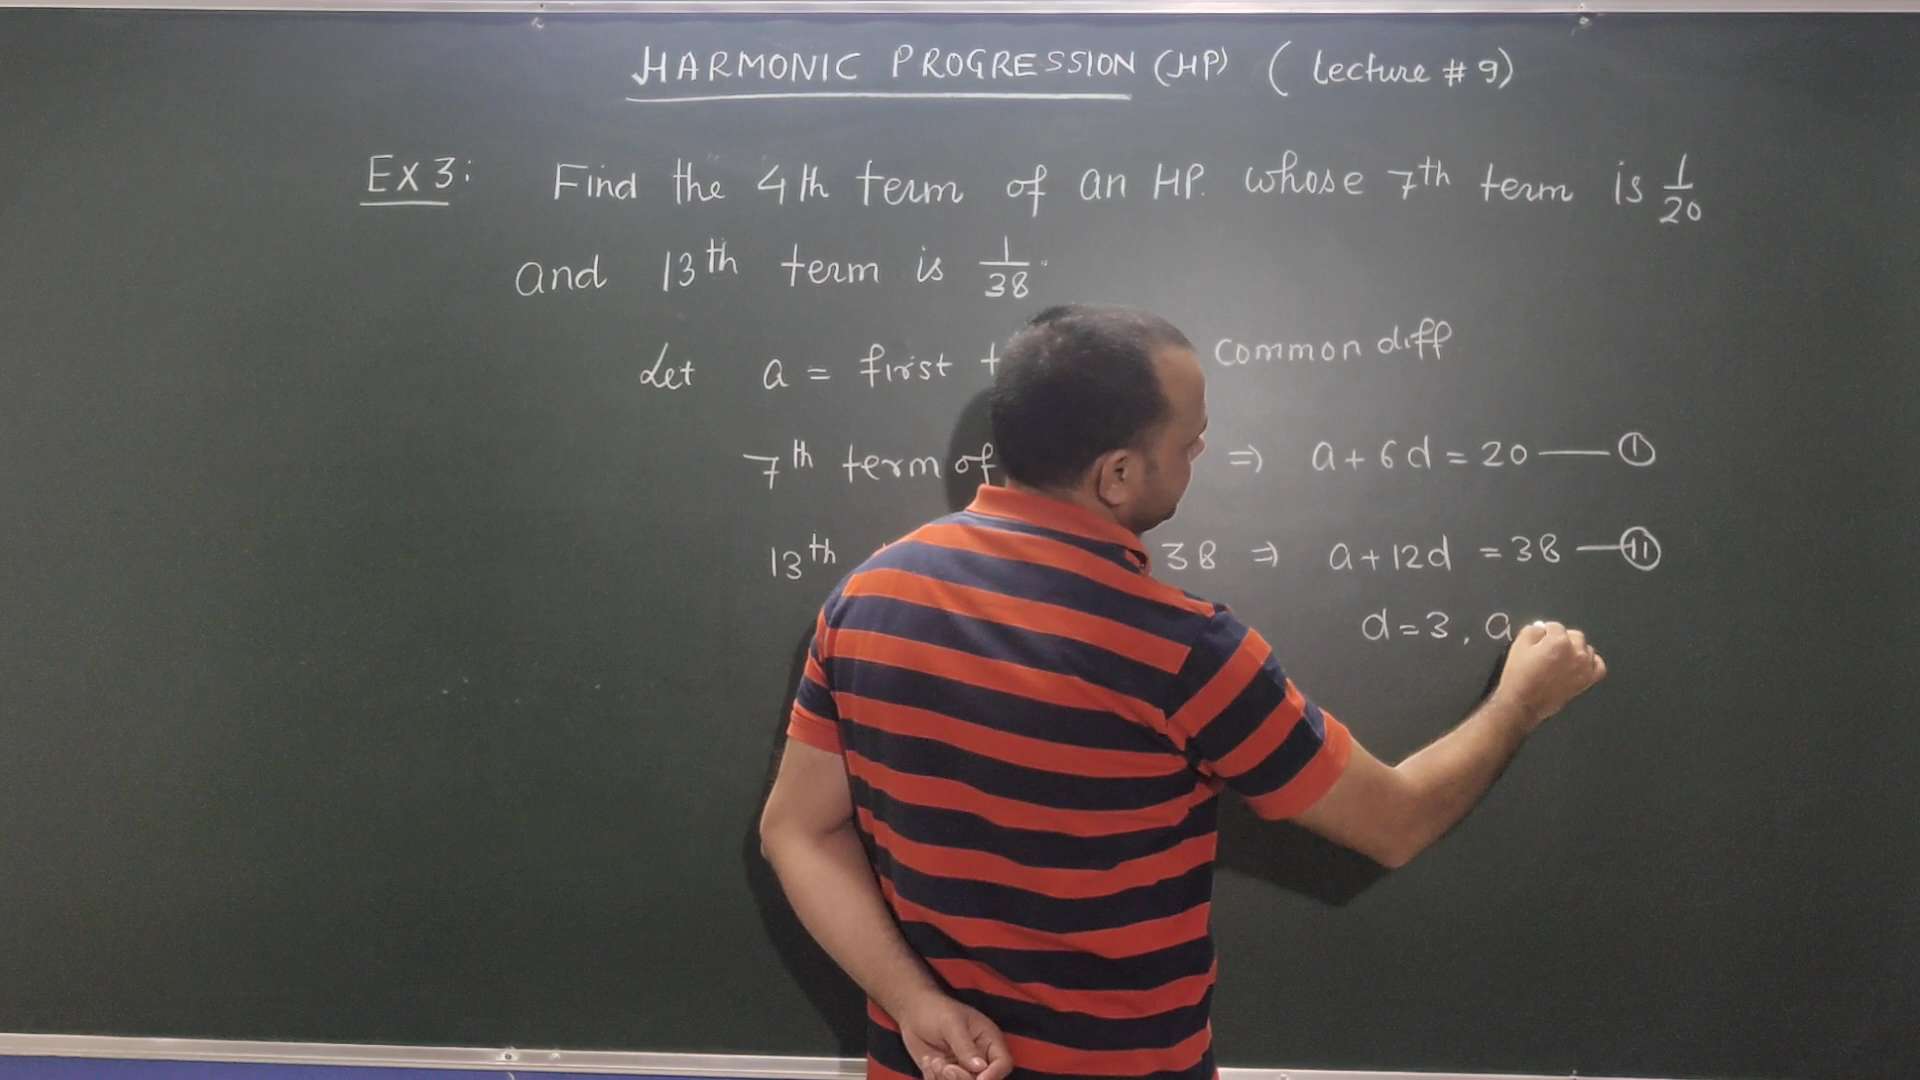 HARMONIC PROGRESSION (HP) (Lecture # 9)
Ex 3: Find the 4th term of an HP. whose 7th term is 1/20
and 13th term is 1/38.
Let a = first common diff
7th term of => a + 6d = 20 —— (1)
13th 38 => a + 12d = 38 —— (11)
d = 3, a